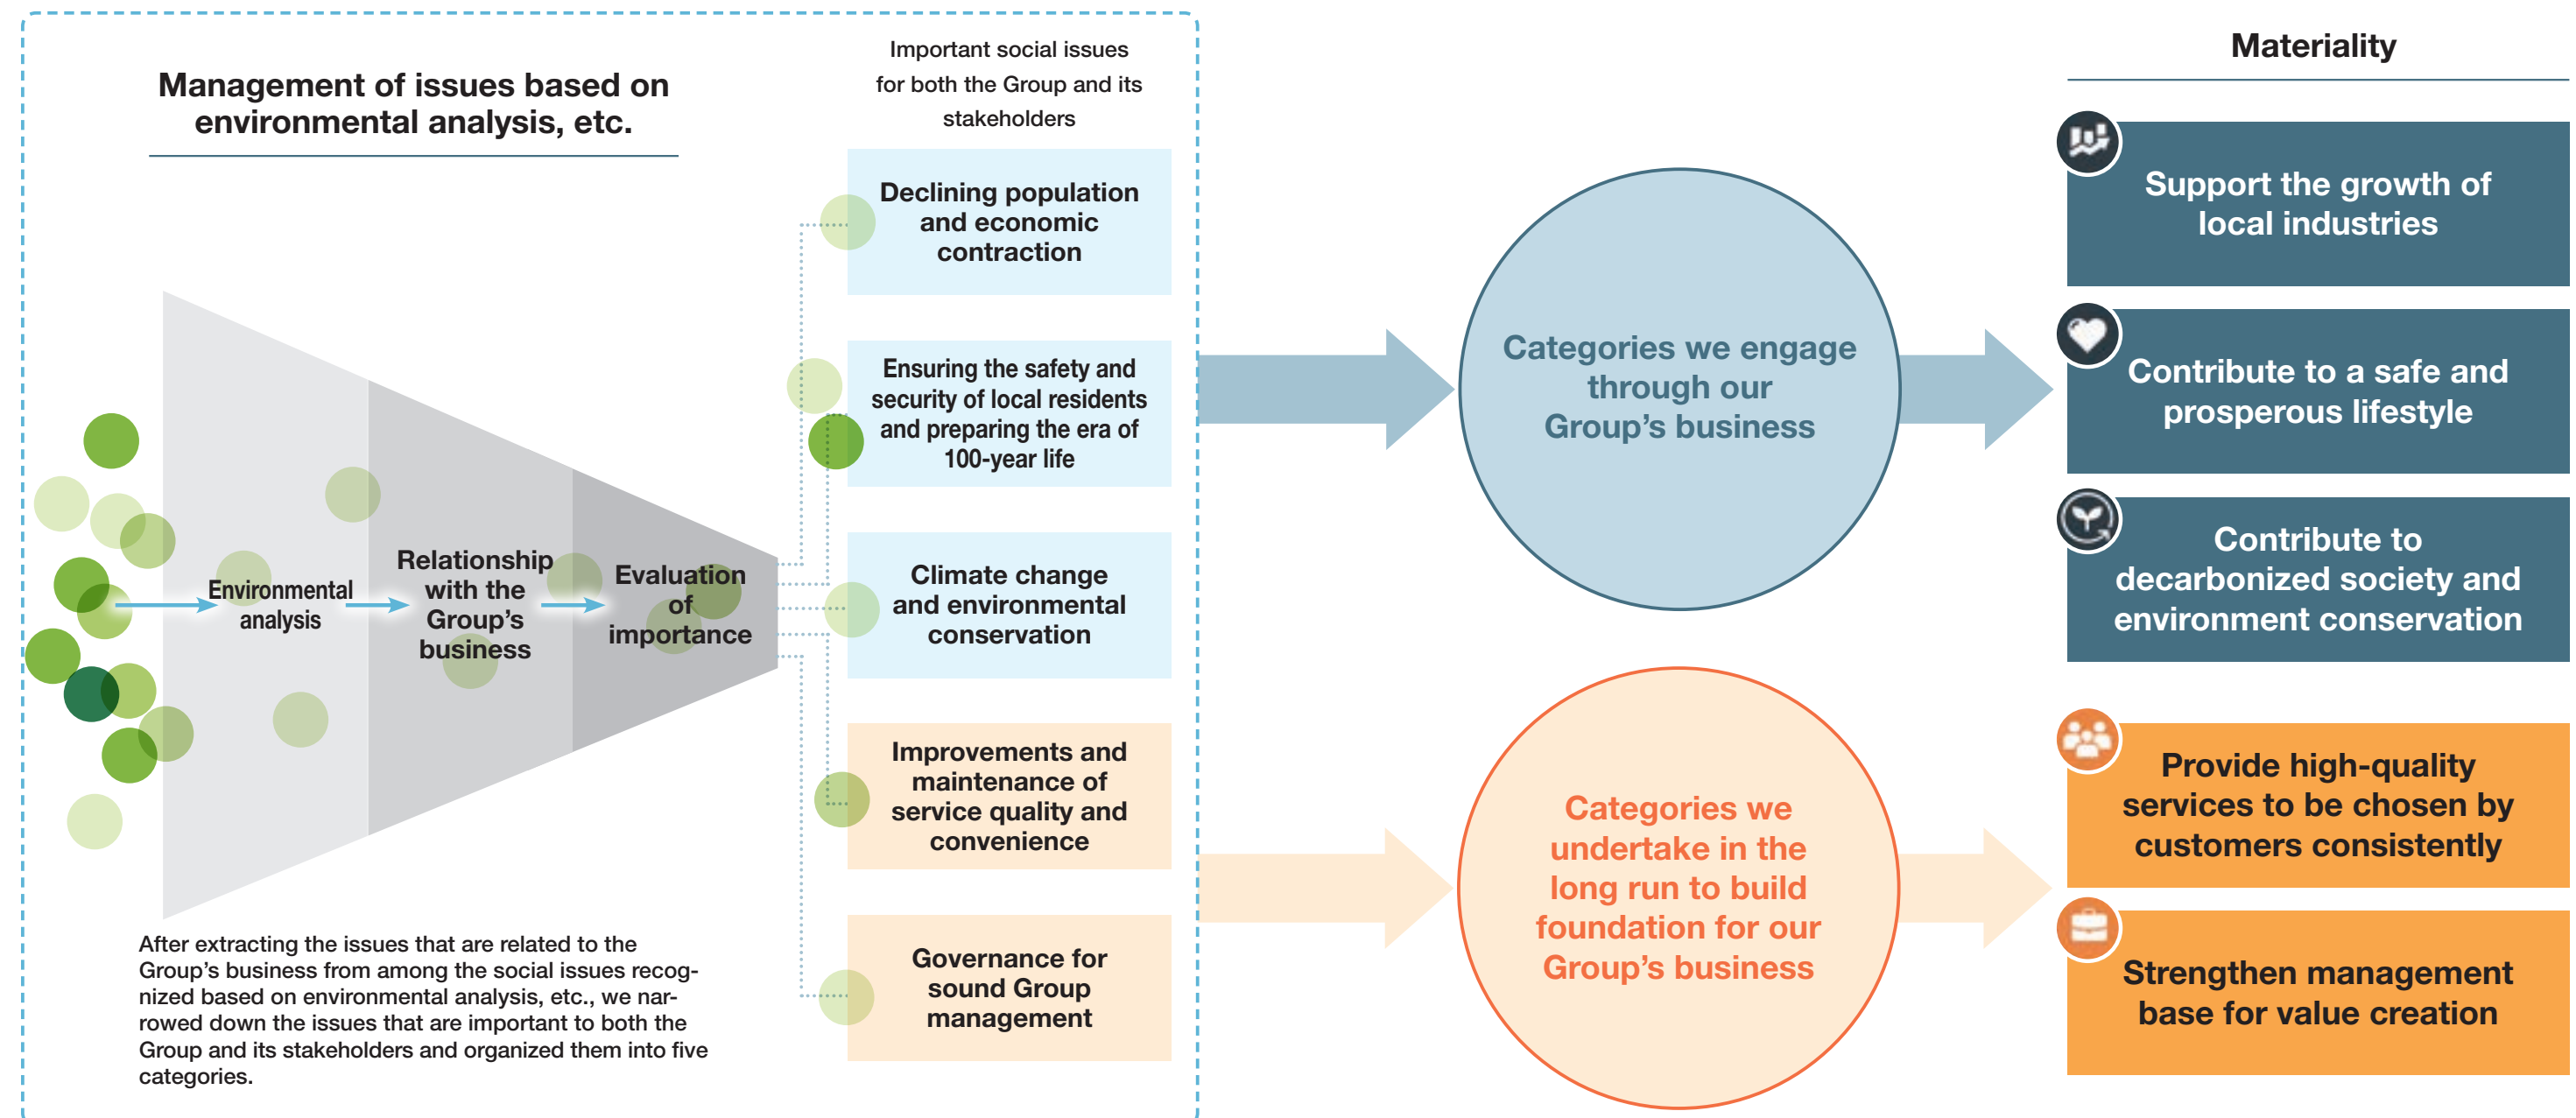 Management of issues based on
environmental analysis, etc.
Environmental
analysis
Relationship
with the
Group’s
business
Evaluation
of
importance
After extracting the issues that are related to the
Group’s business from among the social issues recog-
nized based on environmental analysis, etc., we nar-
rowed down the issues that are important to both the
Group and its stakeholders and organized them into five
categories.
Important social issues
for both the Group and its
stakeholders
Declining population
and economic
contraction
Ensuring the safety and
security of local residents
and preparing the era of
100-year life
Climate change
and environmental
conservation
Improvements and
maintenance of
service quality and
convenience
Governance for
sound Group
management
Categories we engage
through our
Group’s business
Categories we
undertake in the
long run to build
foundation for our
Group’s business
Materiality
Support the growth of
local industries
Contribute to a safe and
prosperous lifestyle
Contribute to
decarbonized society and
environment conservation
Provide high-quality
services to be chosen by
customers consistently
Strengthen management
base for value creation